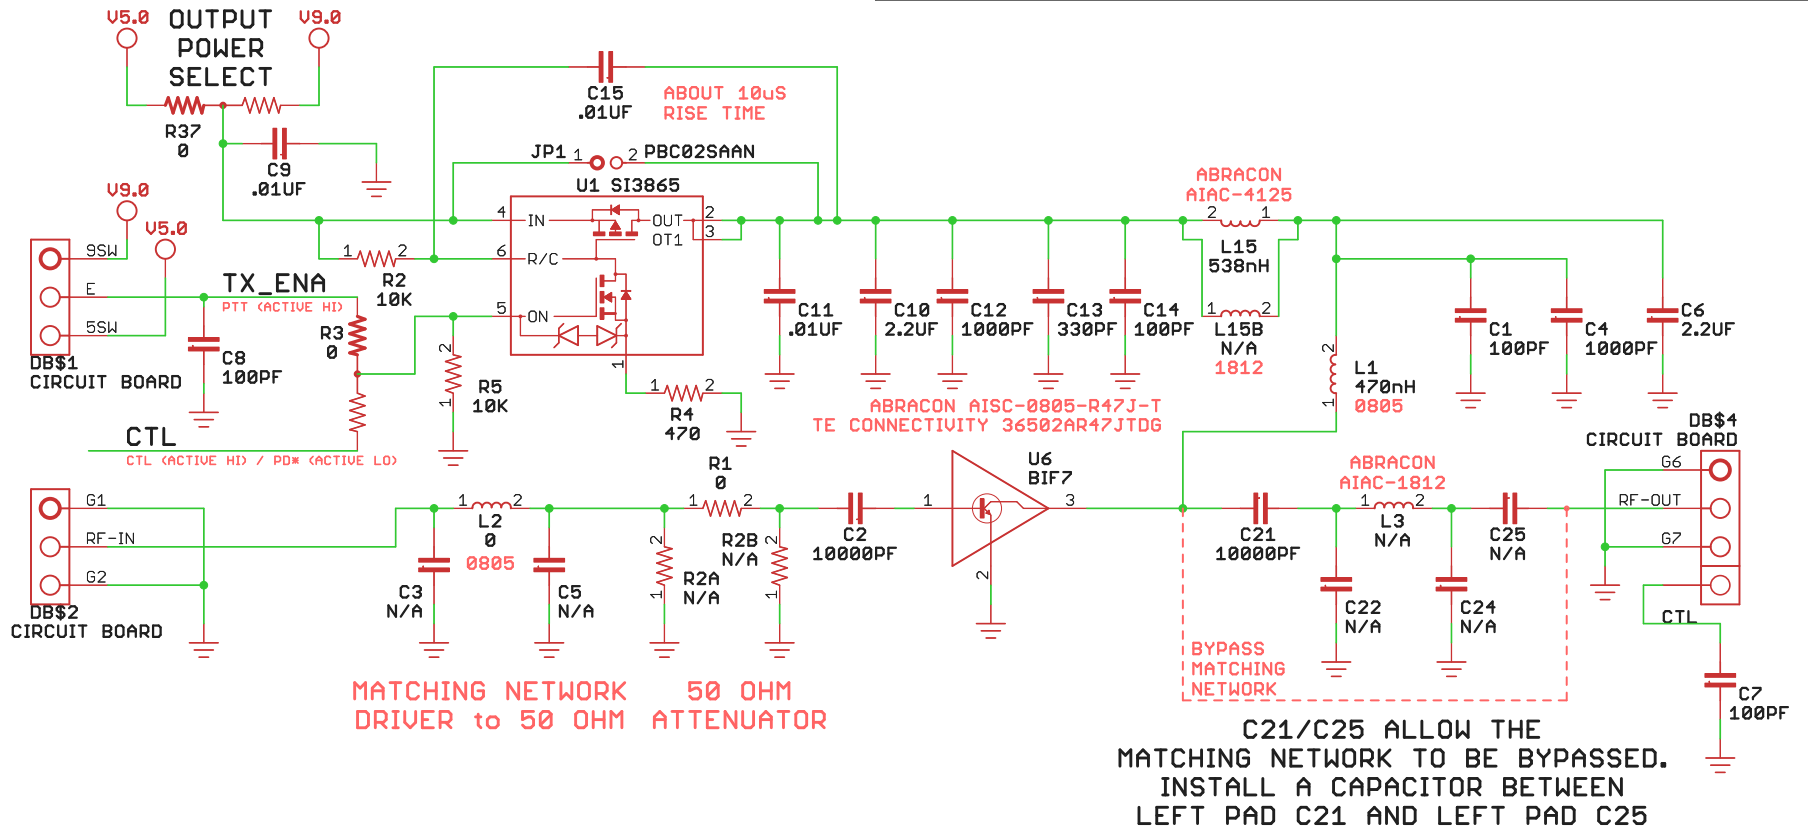 V5.0
OUTPUT
POWER
SELECT
V9.0
R37
0
C9
.01UF
C15
.01UF
ABOUT 10uS
RISE TIME
JP1 1 2 PBC02SAAN
U1 SI3865
4 IN
OUT 2
OT1 3
6 R/C
5 ON
1
V9.0
V5.0
9SW
E
5SW
DB$1
CIRCUIT BOARD
TX_ENA
PTT (ACTIVE HI)
1 2
R2
10K
R3
0
C8
100PF
2
R5
10K
1
1 2
R4
470
CTL
CTL (ACTIVE HI) / PD* (ACTIVE LO)
C11
.01UF
C10
2.2UF
C12
1000PF
C13
330PF
C14
100PF
ABRACON
AIAC-4125
2 1
L15
538nH
1 2
L15B
N/A
1812
2
L1
470nH
0805
1
C1
100PF
C4
1000PF
C6
2.2UF
ABRACON AISC-0805-R47J-T
TE CONNECTIVITY 36502AR47JTDG
G1
RF-IN
G2
DB$2
CIRCUIT BOARD
1 2
L2
0
0805
C3
N/A
C5
N/A
R1
0
1 2
2
R2A
N/A
1
R2B
N/A
2
1
C2
10000PF
U6
BIF7
1
3
2
C21
10000PF
ABRACON
AIAC-1812
1 2
L3
N/A
C25
N/A
C22
N/A
C24
N/A
DB$4
CIRCUIT BOARD
G6
RF-OUT
G7
CTL
C7
100PF
BYPASS
MATCHING
NETWORK
MATCHING NETWORK
DRIVER to 50 OHM
50 OHM
ATTENUATOR
C21/C25 ALLOW THE
MATCHING NETWORK TO BE BYPASSED.
INSTALL A CAPACITOR BETWEEN
LEFT PAD C21 AND LEFT PAD C25